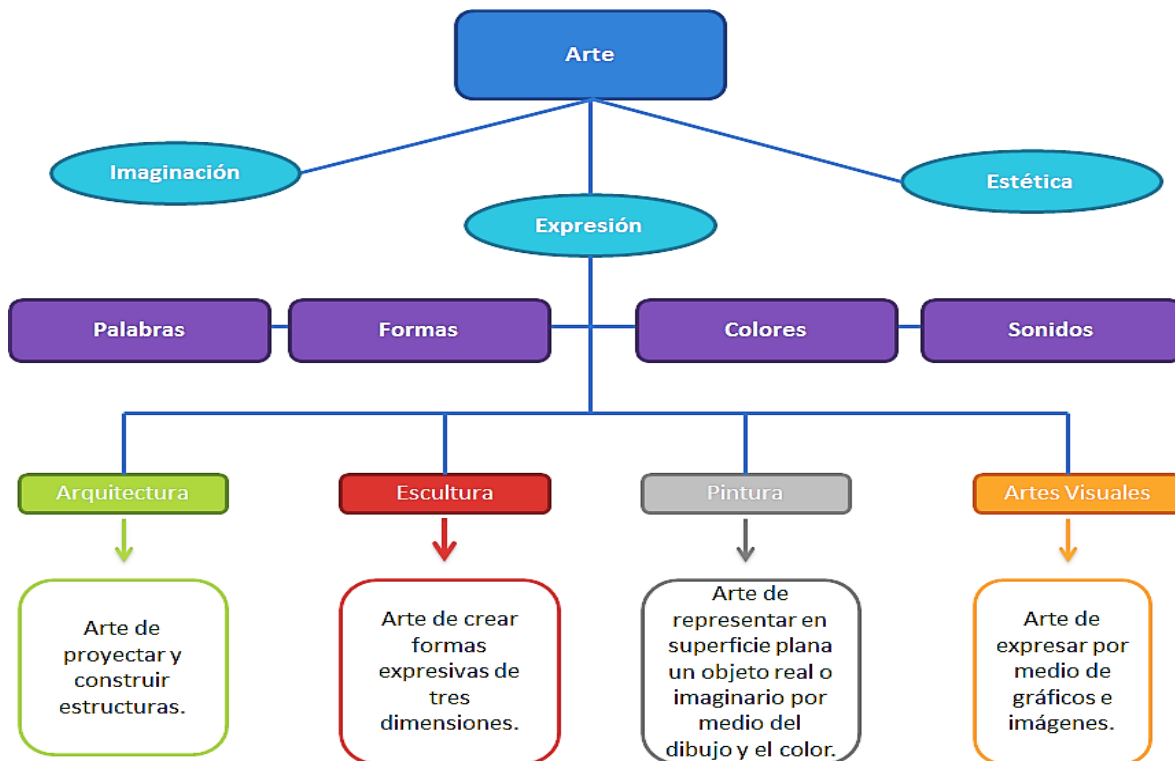 Arte
Imaginación
Estética
Expresión
Palabras
Formas
Colores
Sonidos
Arquitectura
Escultura
Pintura
Artes Visuales
Arte de
proyectar y
construir
estructuras.
Arte de crear
formas
expresivas de
tres
dimensiones.
Arte de
representar en
superficie plana
un objeto real o
imaginario por
medio del
dibujo y el color.
Arte de
expresar por
medio de
gráficos e
imágenes.